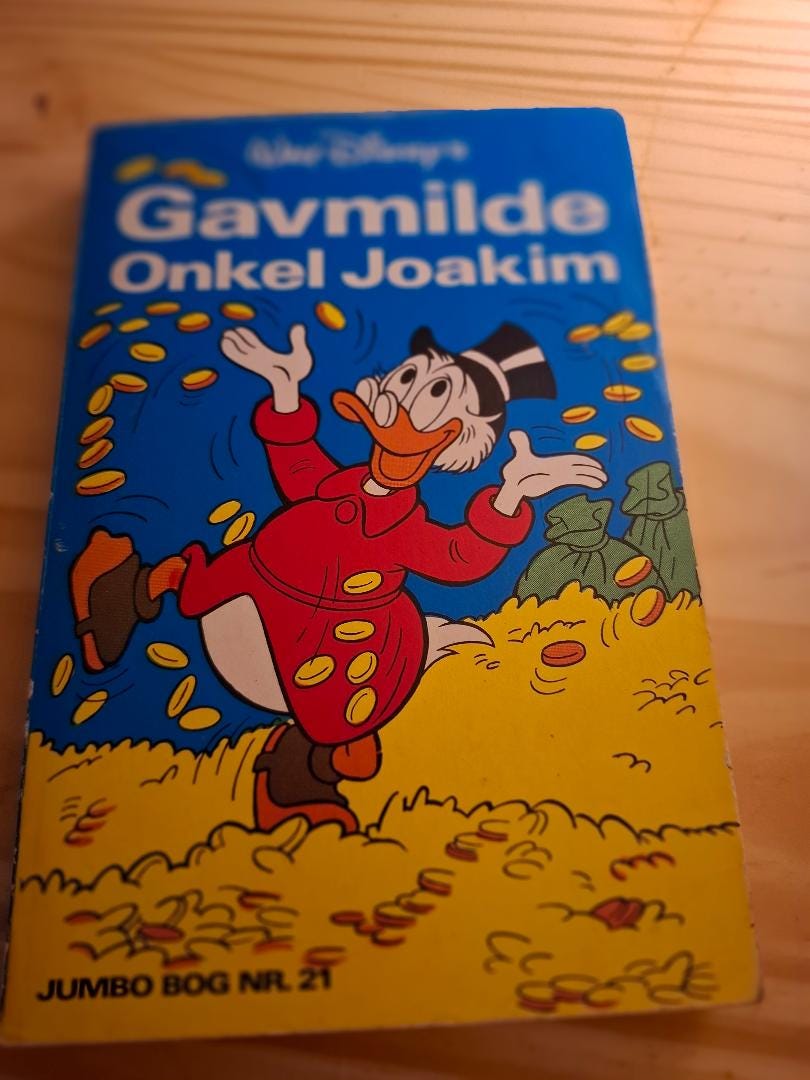 Walt Disney's
Gavmilde
Onkel Joakim
JUMBO BOG NR. 21